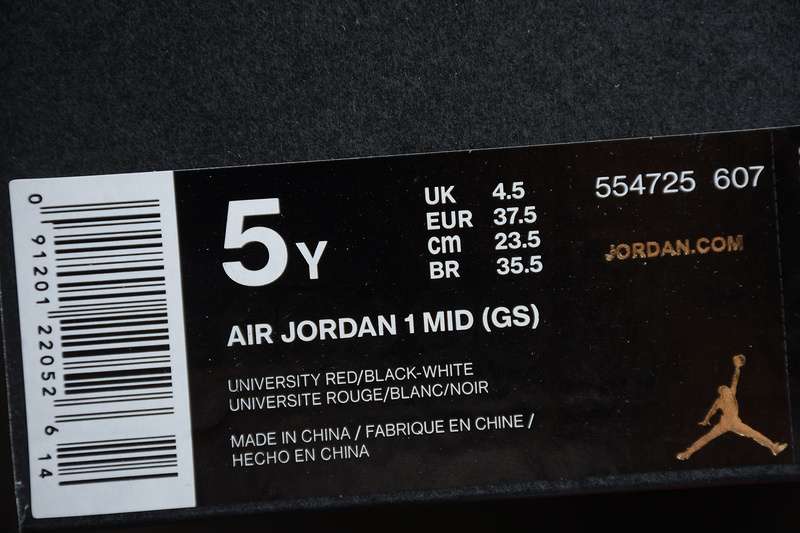 5Y
UK 4.5
EUR 37.5
cm 23.5
BR 35.5
554725 607
JORDAN.COM
AIR JORDAN 1 MID (GS)
UNIVERSITY RED/BLACK-WHITE
UNIVERSITE ROUGE/BLANC/NOIR
MADE IN CHINA / FABRIQUE EN CHINE /
HECHO EN CHINA
0 91201 22052 6 14